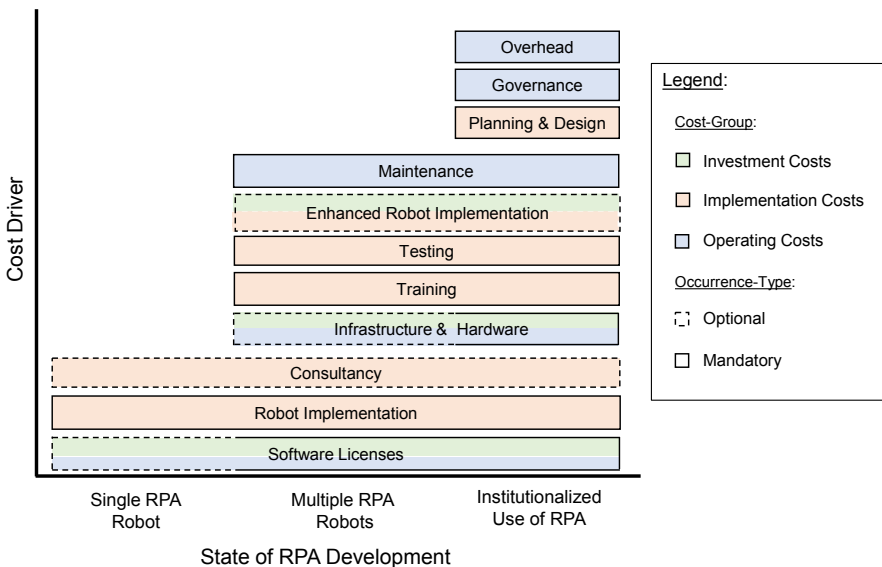 Overhead
Governance
Planning & Design
Maintenance
Enhanced Robot Implementation
Testing
Training
Infrastructure & Hardware
Consultancy
Robot Implementation
Software Licenses
Cost Driver
Single RPA
Robot
Multiple RPA
Robots
Institutionalized
Use of RPA
State of RPA Development
Legend:
Cost-Group:
Investment Costs
Implementation Costs
Operating Costs
Occurrence-Type:
Optional
Mandatory